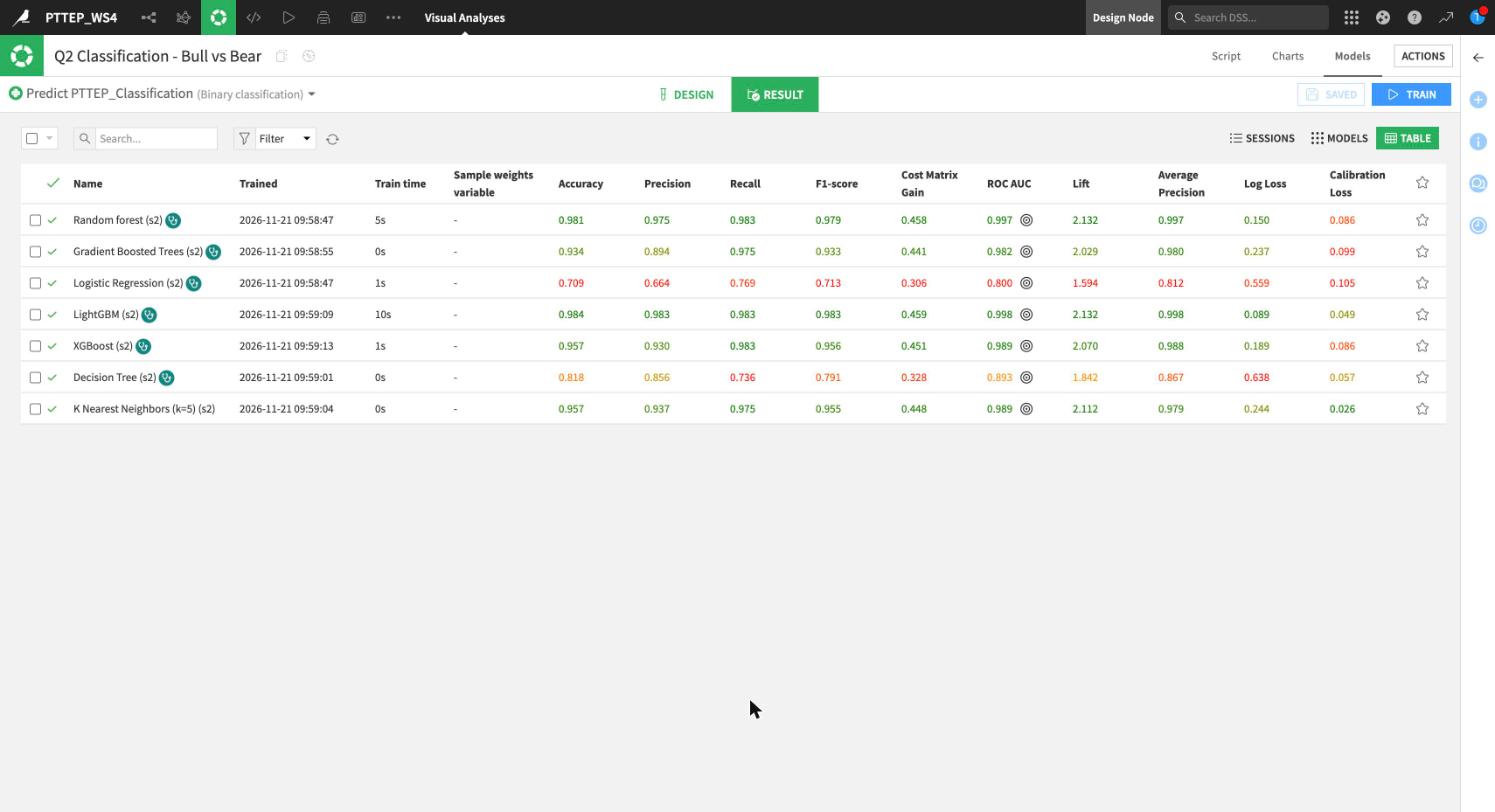 PTTEP_WS4 Visual Analyses Design Node Search DSS...
Q2 Classification - Bull vs Bear Script Charts Models ACTIONS
Predict PTTEP_Classification (Binary classification) DESIGN RESULT SAVED TRAIN
Search... Filter SESSIONS MODELS TABLE
Name Trained Train time Sample weights variable Accuracy Precision Recall F1-score Cost Matrix Gain ROC AUC Lift Average Precision Log Loss Calibration Loss
Random forest (s2) 2026-11-21 09:58:47 5s - 0.981 0.975 0.983 0.979 0.458 0.997 2.132 0.997 0.150 0.086
Gradient Boosted Trees (s2) 2026-11-21 09:58:55 0s - 0.934 0.894 0.975 0.933 0.441 0.982 2.029 0.980 0.237 0.099
Logistic Regression (s2) 2026-11-21 09:58:47 1s - 0.709 0.664 0.769 0.713 0.306 0.800 1.594 0.812 0.559 0.105
LightGBM (s2) 2026-11-21 09:59:09 10s - 0.984 0.983 0.983 0.983 0.459 0.998 2.132 0.998 0.089 0.049
XGBoost (s2) 2026-11-21 09:59:13 1s - 0.957 0.930 0.983 0.956 0.451 0.989 2.070 0.988 0.189 0.086
Decision Tree (s2) 2026-11-21 09:59:01 0s - 0.818 0.856 0.736 0.791 0.328 0.893 1.842 0.867 0.638 0.057
K Nearest Neighbors (k=5) (s2) 2026-11-21 09:59:04 0s - 0.957 0.937 0.975 0.955 0.448 0.989 2.112 0.979 0.244 0.026